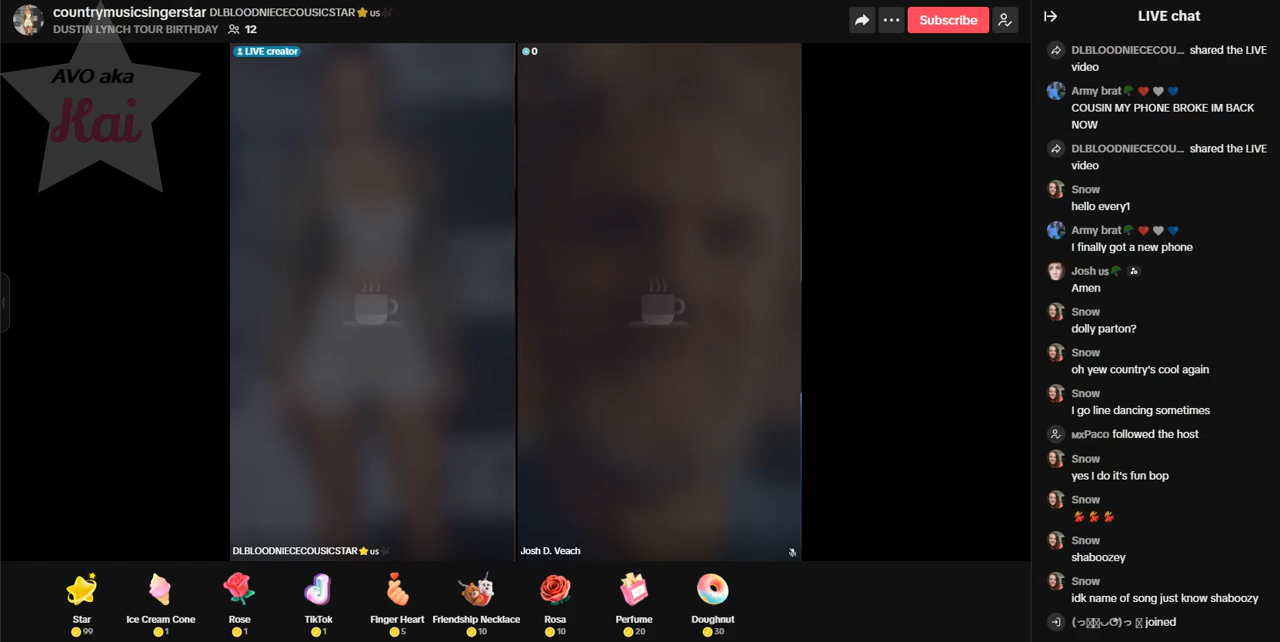 countrymusicsingerstar DLBLOODNIECECOUSICSTAR⭐us
DUSTIN LYNCH TOUR BIRTHDAY 12
Subscribe
AVO aka
Kai
LIVE creator
0
DLBLOODNIECECOUSICSTAR⭐us
Josh D. Veach
Star
99
Ice Cream Cone
1
Rose
1
TikTok
1
Finger Heart
5
Friendship Necklace
10
Rosa
10
Perfume
20
Doughnut
30
LIVE chat
DLBLOODNIECECOU... shared the LIVE
video
Army brat
COUSIN MY PHONE BROKE IM BACK
NOW
DLBLOODNIECECOU... shared the LIVE
video
Snow
hello every1
Army brat
I finally got a new phone
Josh us
Amen
Snow
dolly parton?
Snow
oh yew country's cool again
Snow
I go line dancing sometimes
ᴍxPaco followed the host
Snow
yes I do it's fun bop
Snow
💃💃💃
Snow
shaboozey
Snow
idk name of song just know shaboozy
joined